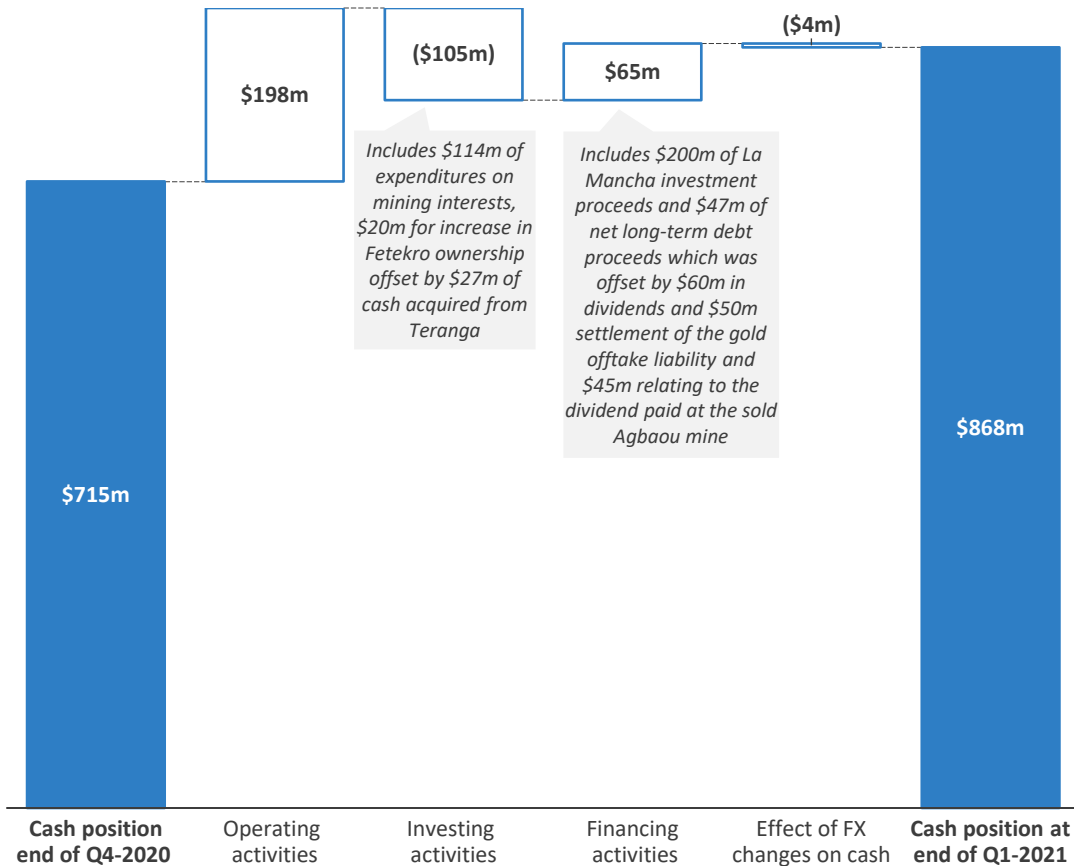 ($4m)
($105m)
$65m
$198m
Includes $114m of
expenditures on
mining interests,
$20m for increase in
Fetekro ownership
offset by $27m of
cash acquired from
Teranga
Includes $200m of La
Mancha investment
proceeds and $47m of
net long-term debt
proceeds which was
offset by $60m in
dividends and $50m
settlement of the gold
offtake liability and
$45m relating to the
dividend paid at the sold
Agbaou mine
$868m
$715m
Cash position
end of Q4-2020
Operating
activities
Investing
activities
Financing
activities
Effect of FX
changes on cash
Cash position at
end of Q1-2021